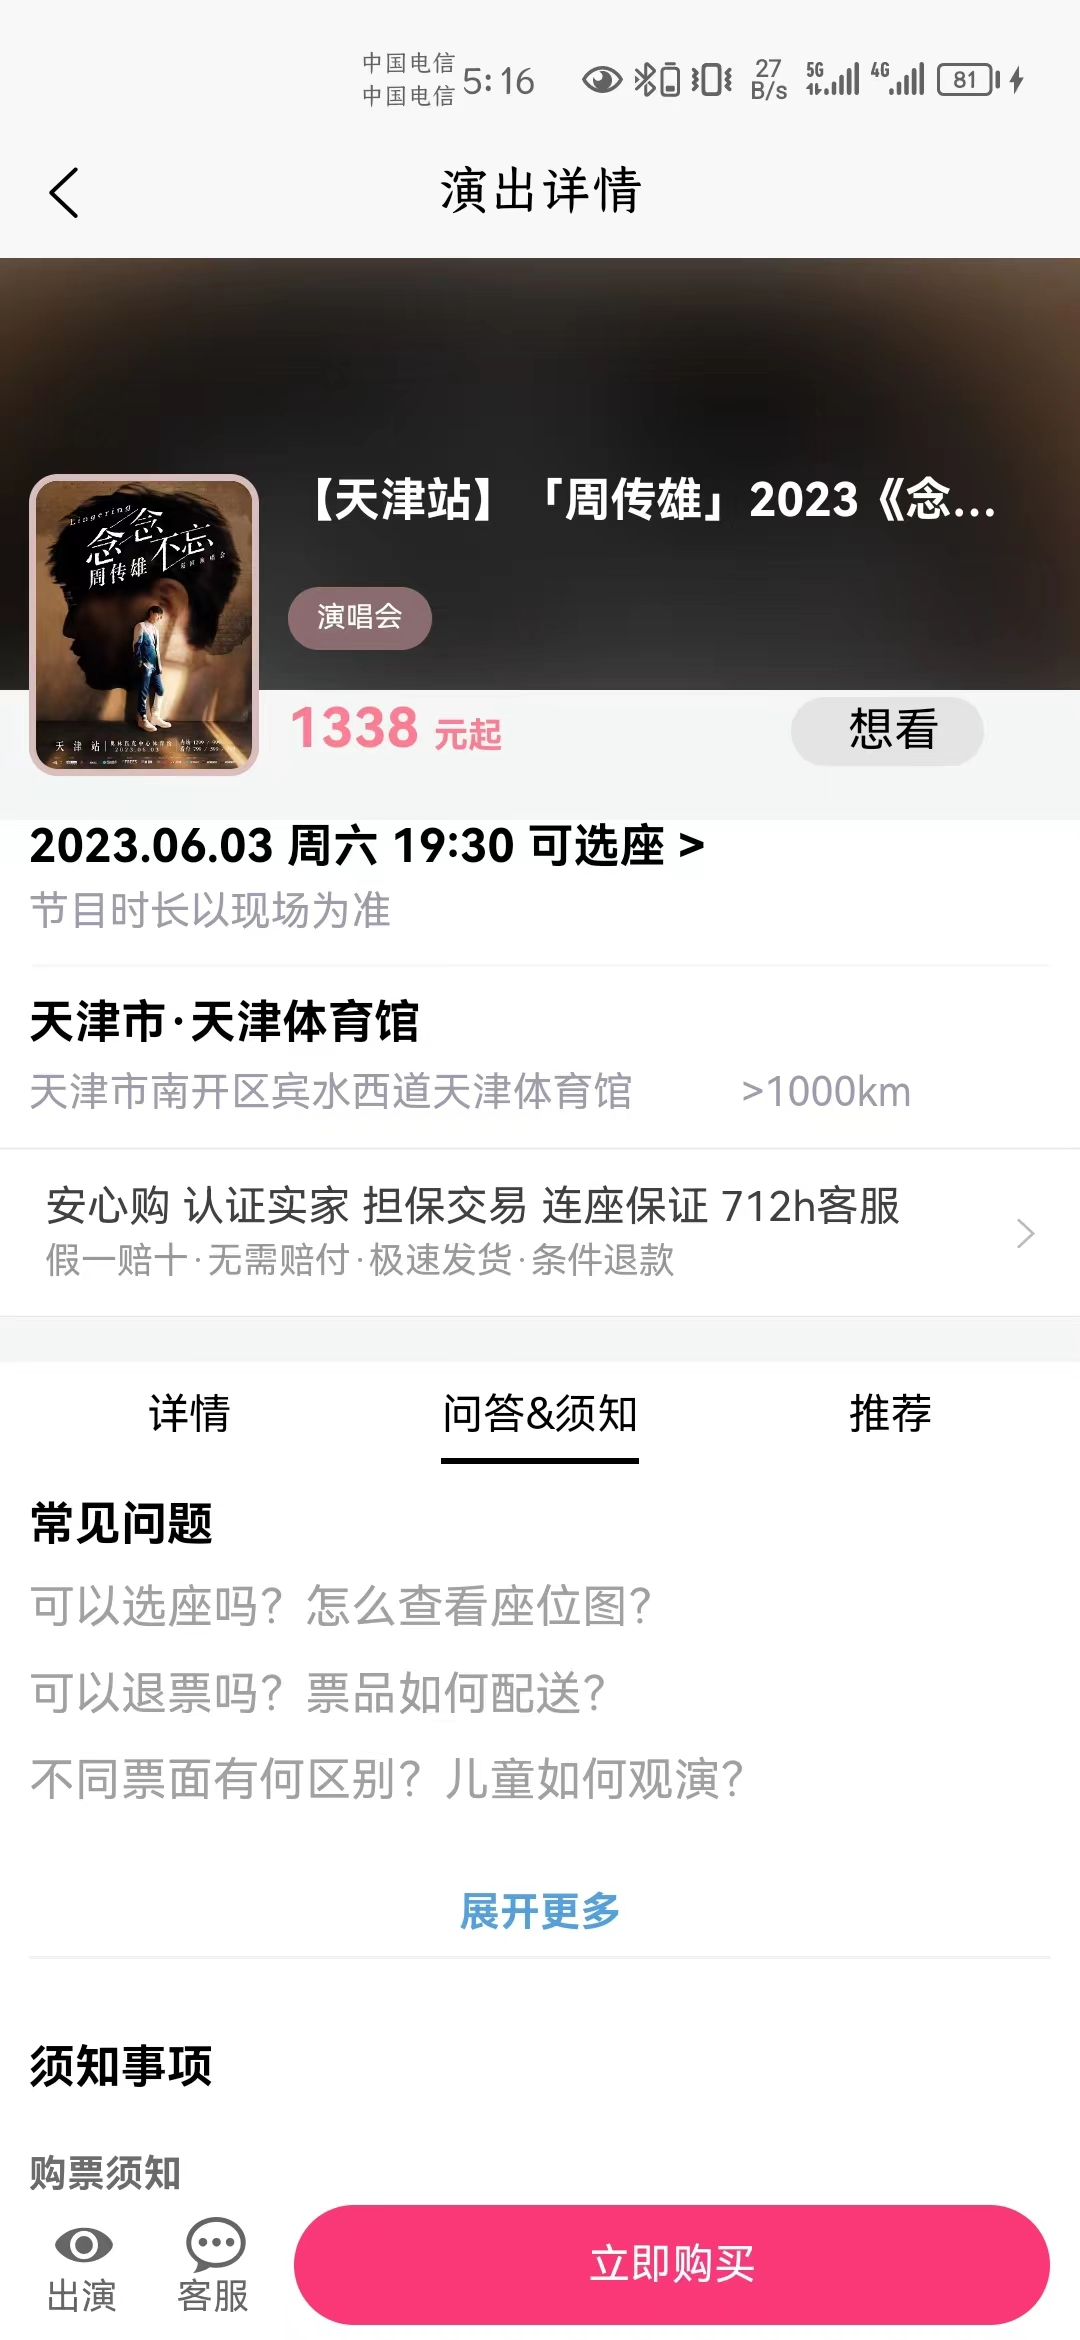 中国电信
中国电信
5:16
27
B/s
5G
4G
81
演出详情
【天津站】「周传雄」2023《念...
Lingering
念念不忘
周传雄
演唱会
天津站
2023.06.03
1338 元起
想看
2023.06.03 周六 19:30 可选座 >
节目时长以现场为准
天津市·天津体育馆
天津市南开区宾水西道天津体育馆
>1000km
安心购 认证实家 担保交易 连座保证 712h客服
假一赔十·无需赔付·极速发货·条件退款
详情
问答&须知
推荐
常见问题
可以选座吗？怎么查看座位图？
可以退票吗？票品如何配送？
不同票面有何区别？儿童如何观演？
展开更多
须知事项
购票须知
出演
客服
立即购买